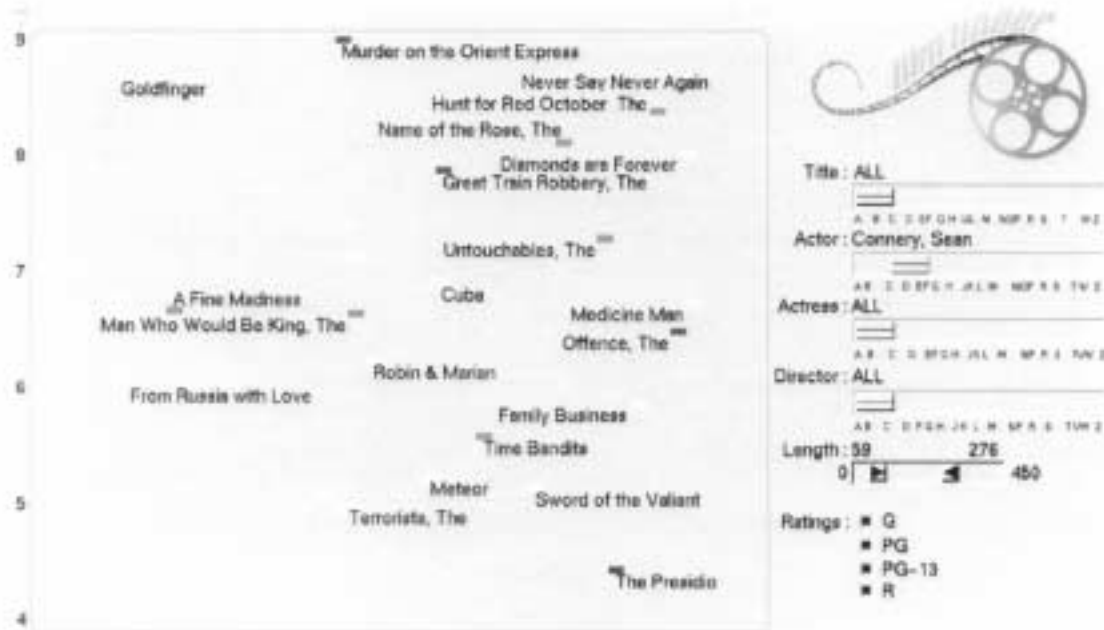 9
Murder on the Orient Express
Goldfinger
Never Say Never Again
Hunt for Red October The
Name of the Rose, The
8
Diamonds are Forever
Great Train Robbery, The
Untouchables, The
7
A Fine Madness
Cuba
Man Who Would Be King, The
Medicine Man
Offence, The
Robin & Marian
6
From Russia with Love
Family Business
Time Bandits
Meteor
5
Sword of the Valiant
Terrorists, The
The Presidio
4
Title : ALL
Actor : Connery, Sean
Actress : ALL
Director : ALL
Length : 59 276
0 450
Ratings : G
PG
PG-13
R